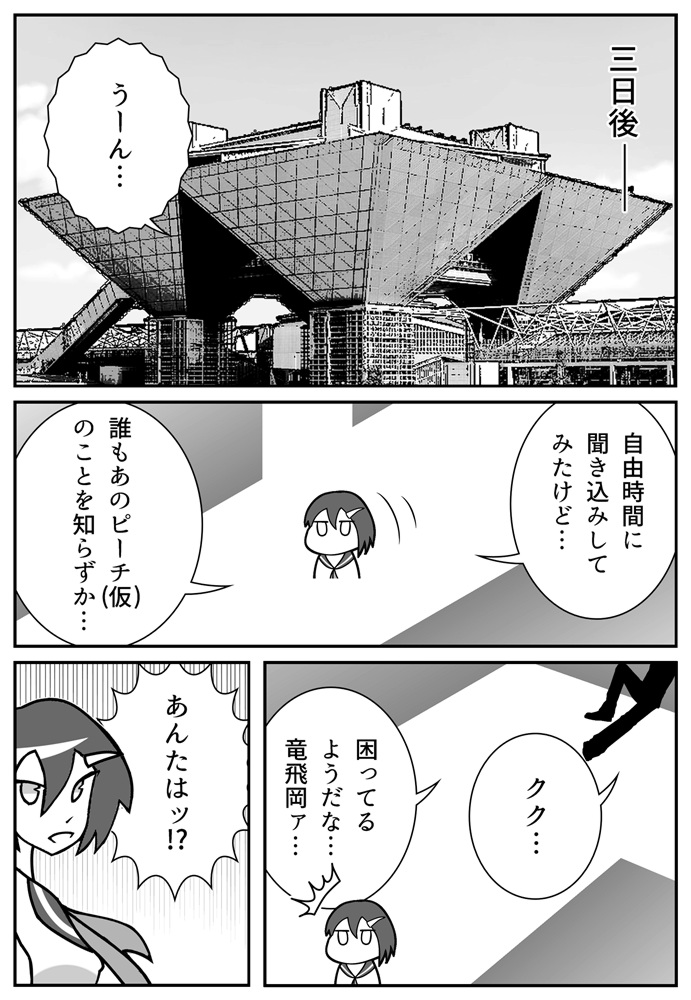 三日後―
うーん…
自由時間に
聞き込みして
みたけど…
誰もあのピーチ(仮)
のことを知らずか…
クク…
困ってる
ようだな…
竜飛岡ァ…
あんたはッ!?